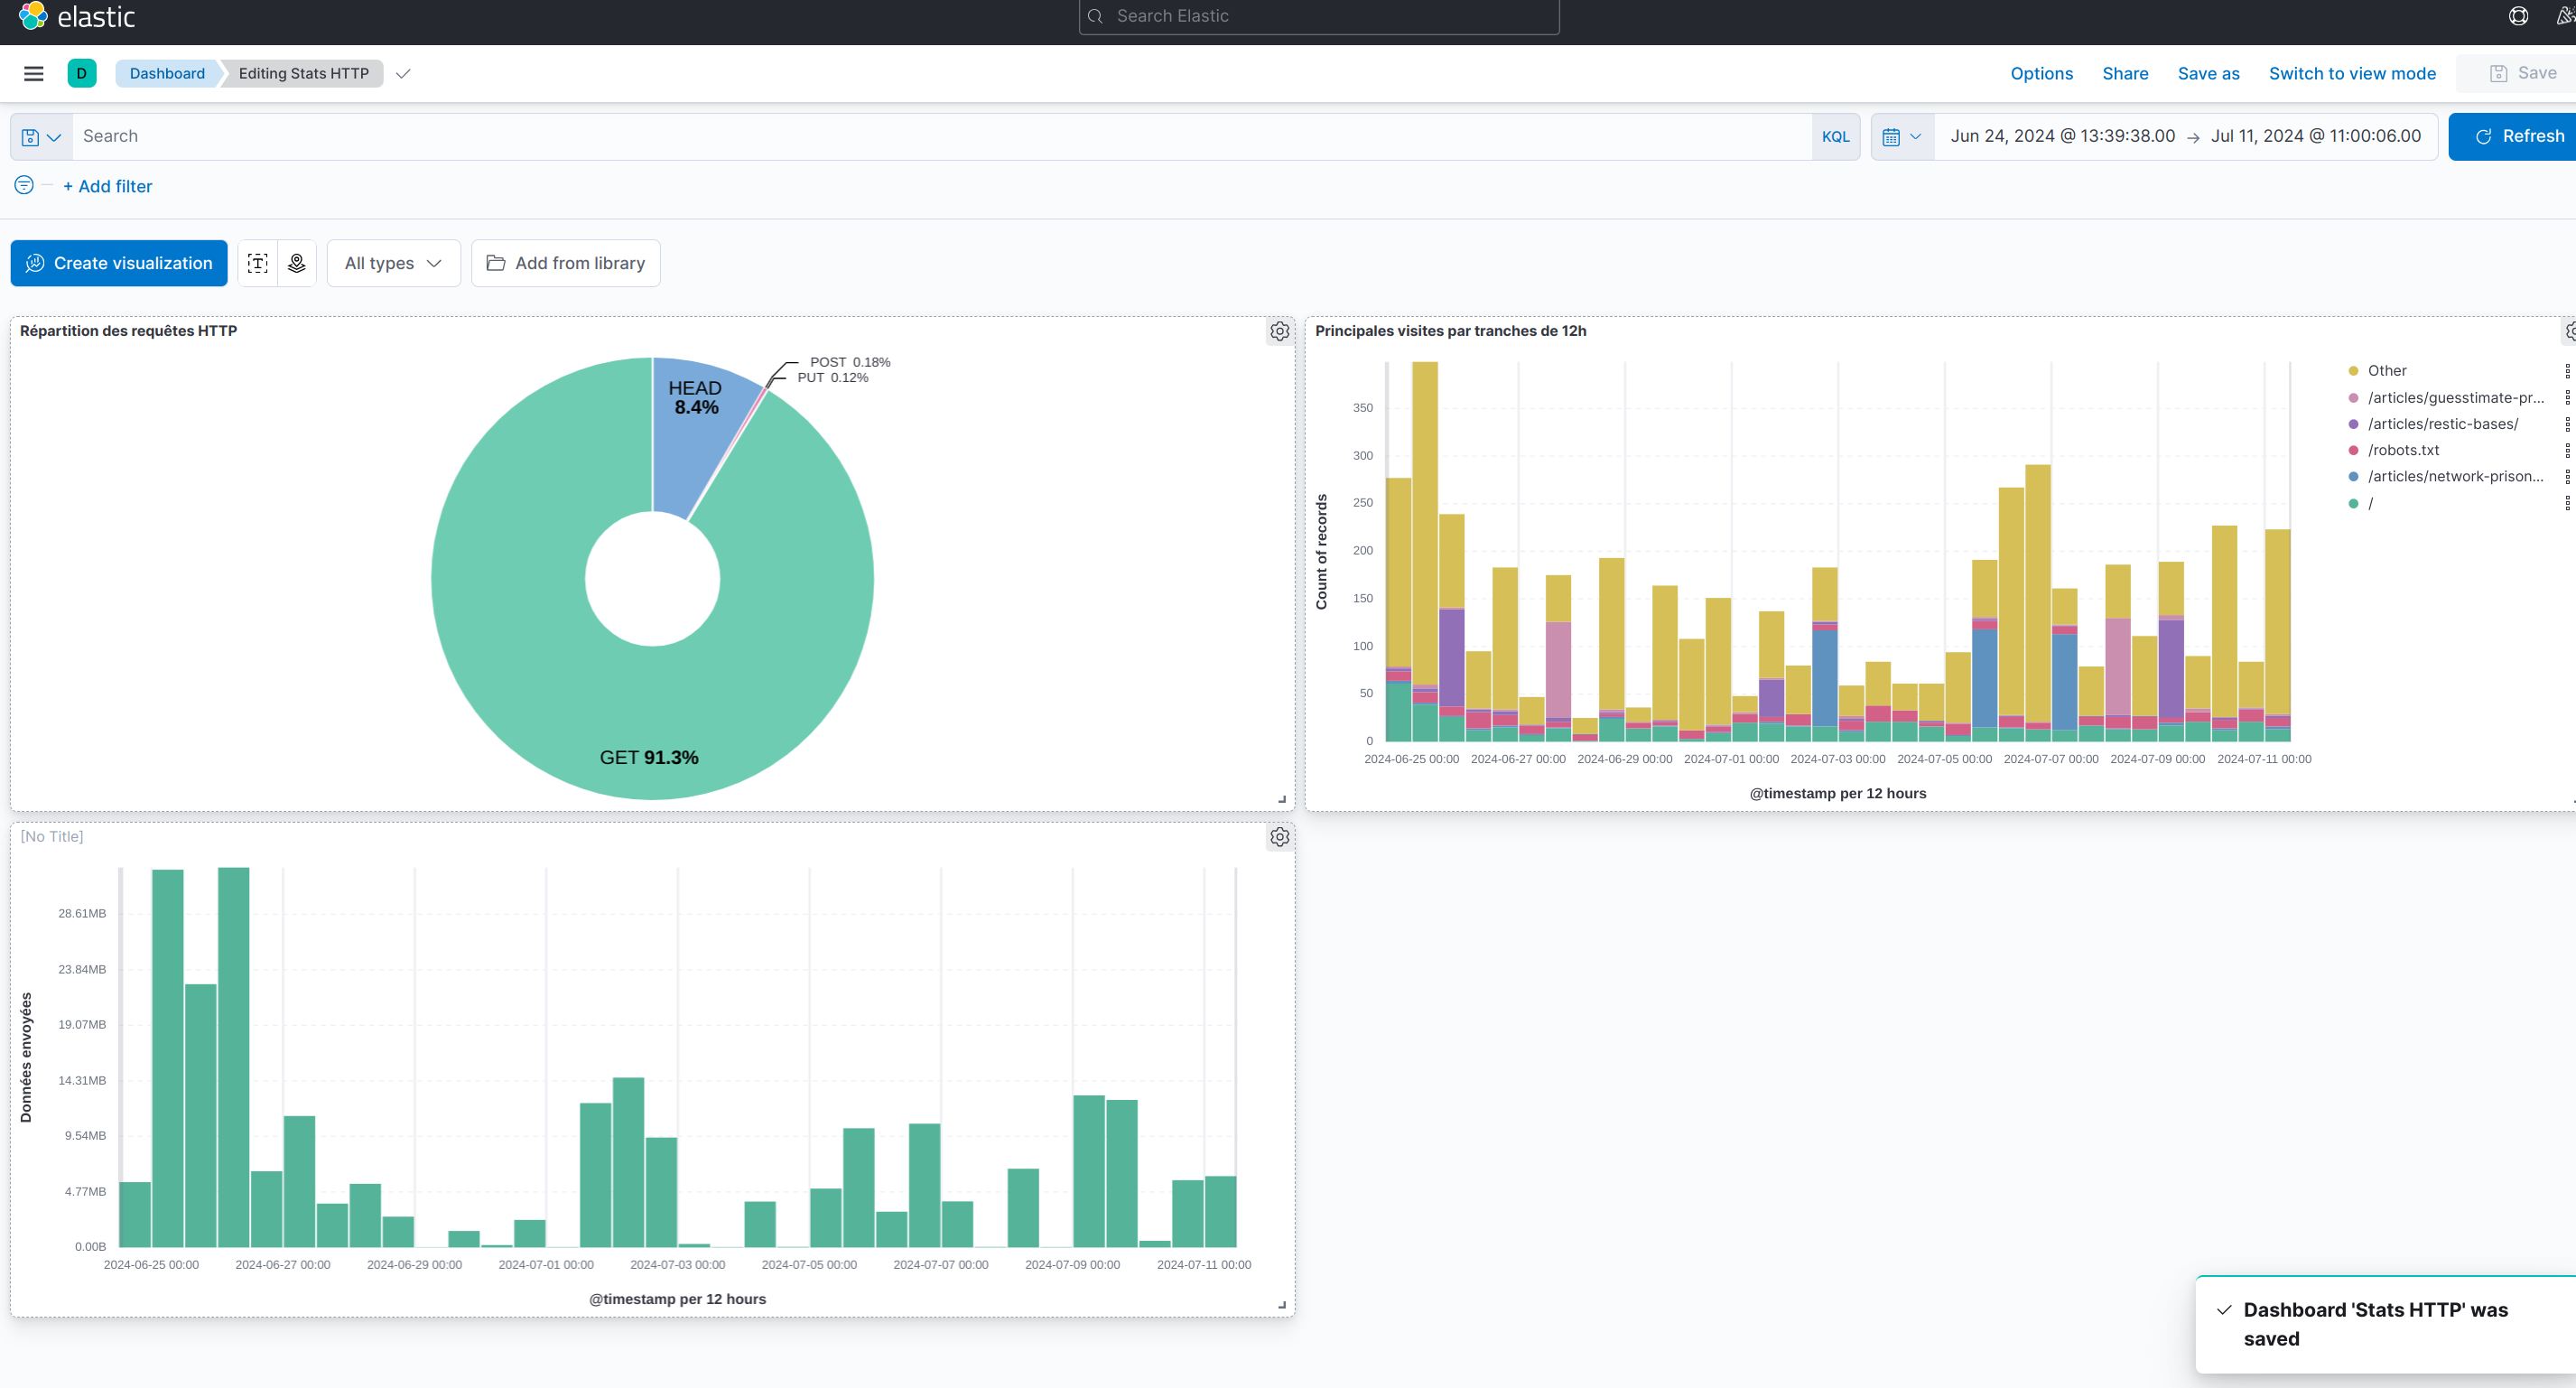 elastic
Search Elastic
D
Dashboard
Editing Stats HTTP
Options
Share
Save as
Switch to view mode
Save
Search
KQL
Jun 24, 2024 @ 13:39:38.00 → Jul 11, 2024 @ 11:00:06.00
Refresh
+ Add filter
Create visualization
All types
Add from library
Répartition des requêtes HTTP
POST 0.18%
PUT 0.12%
HEAD
8.4%
GET 91.3%
Principales visites par tranches de 12h
Count of records
350
300
250
200
150
100
50
0
2024-06-25 00:00 2024-06-27 00:00 2024-06-29 00:00 2024-07-01 00:00 2024-07-03 00:00 2024-07-05 00:00 2024-07-07 00:00 2024-07-09 00:00 2024-07-11 00:00
@timestamp per 12 hours
Other
/articles/guesstimate-pr...
/articles/restic-bases/
/robots.txt
/articles/network-prison...
/
[No Title]
Données envoyées
28.61MB
23.84MB
19.07MB
14.31MB
9.54MB
4.77MB
0.00B
2024-06-25 00:00 2024-06-27 00:00 2024-06-29 00:00 2024-07-01 00:00 2024-07-03 00:00 2024-07-05 00:00 2024-07-07 00:00 2024-07-09 00:00 2024-07-11 00:00
@timestamp per 12 hours
Dashboard 'Stats HTTP' was
saved